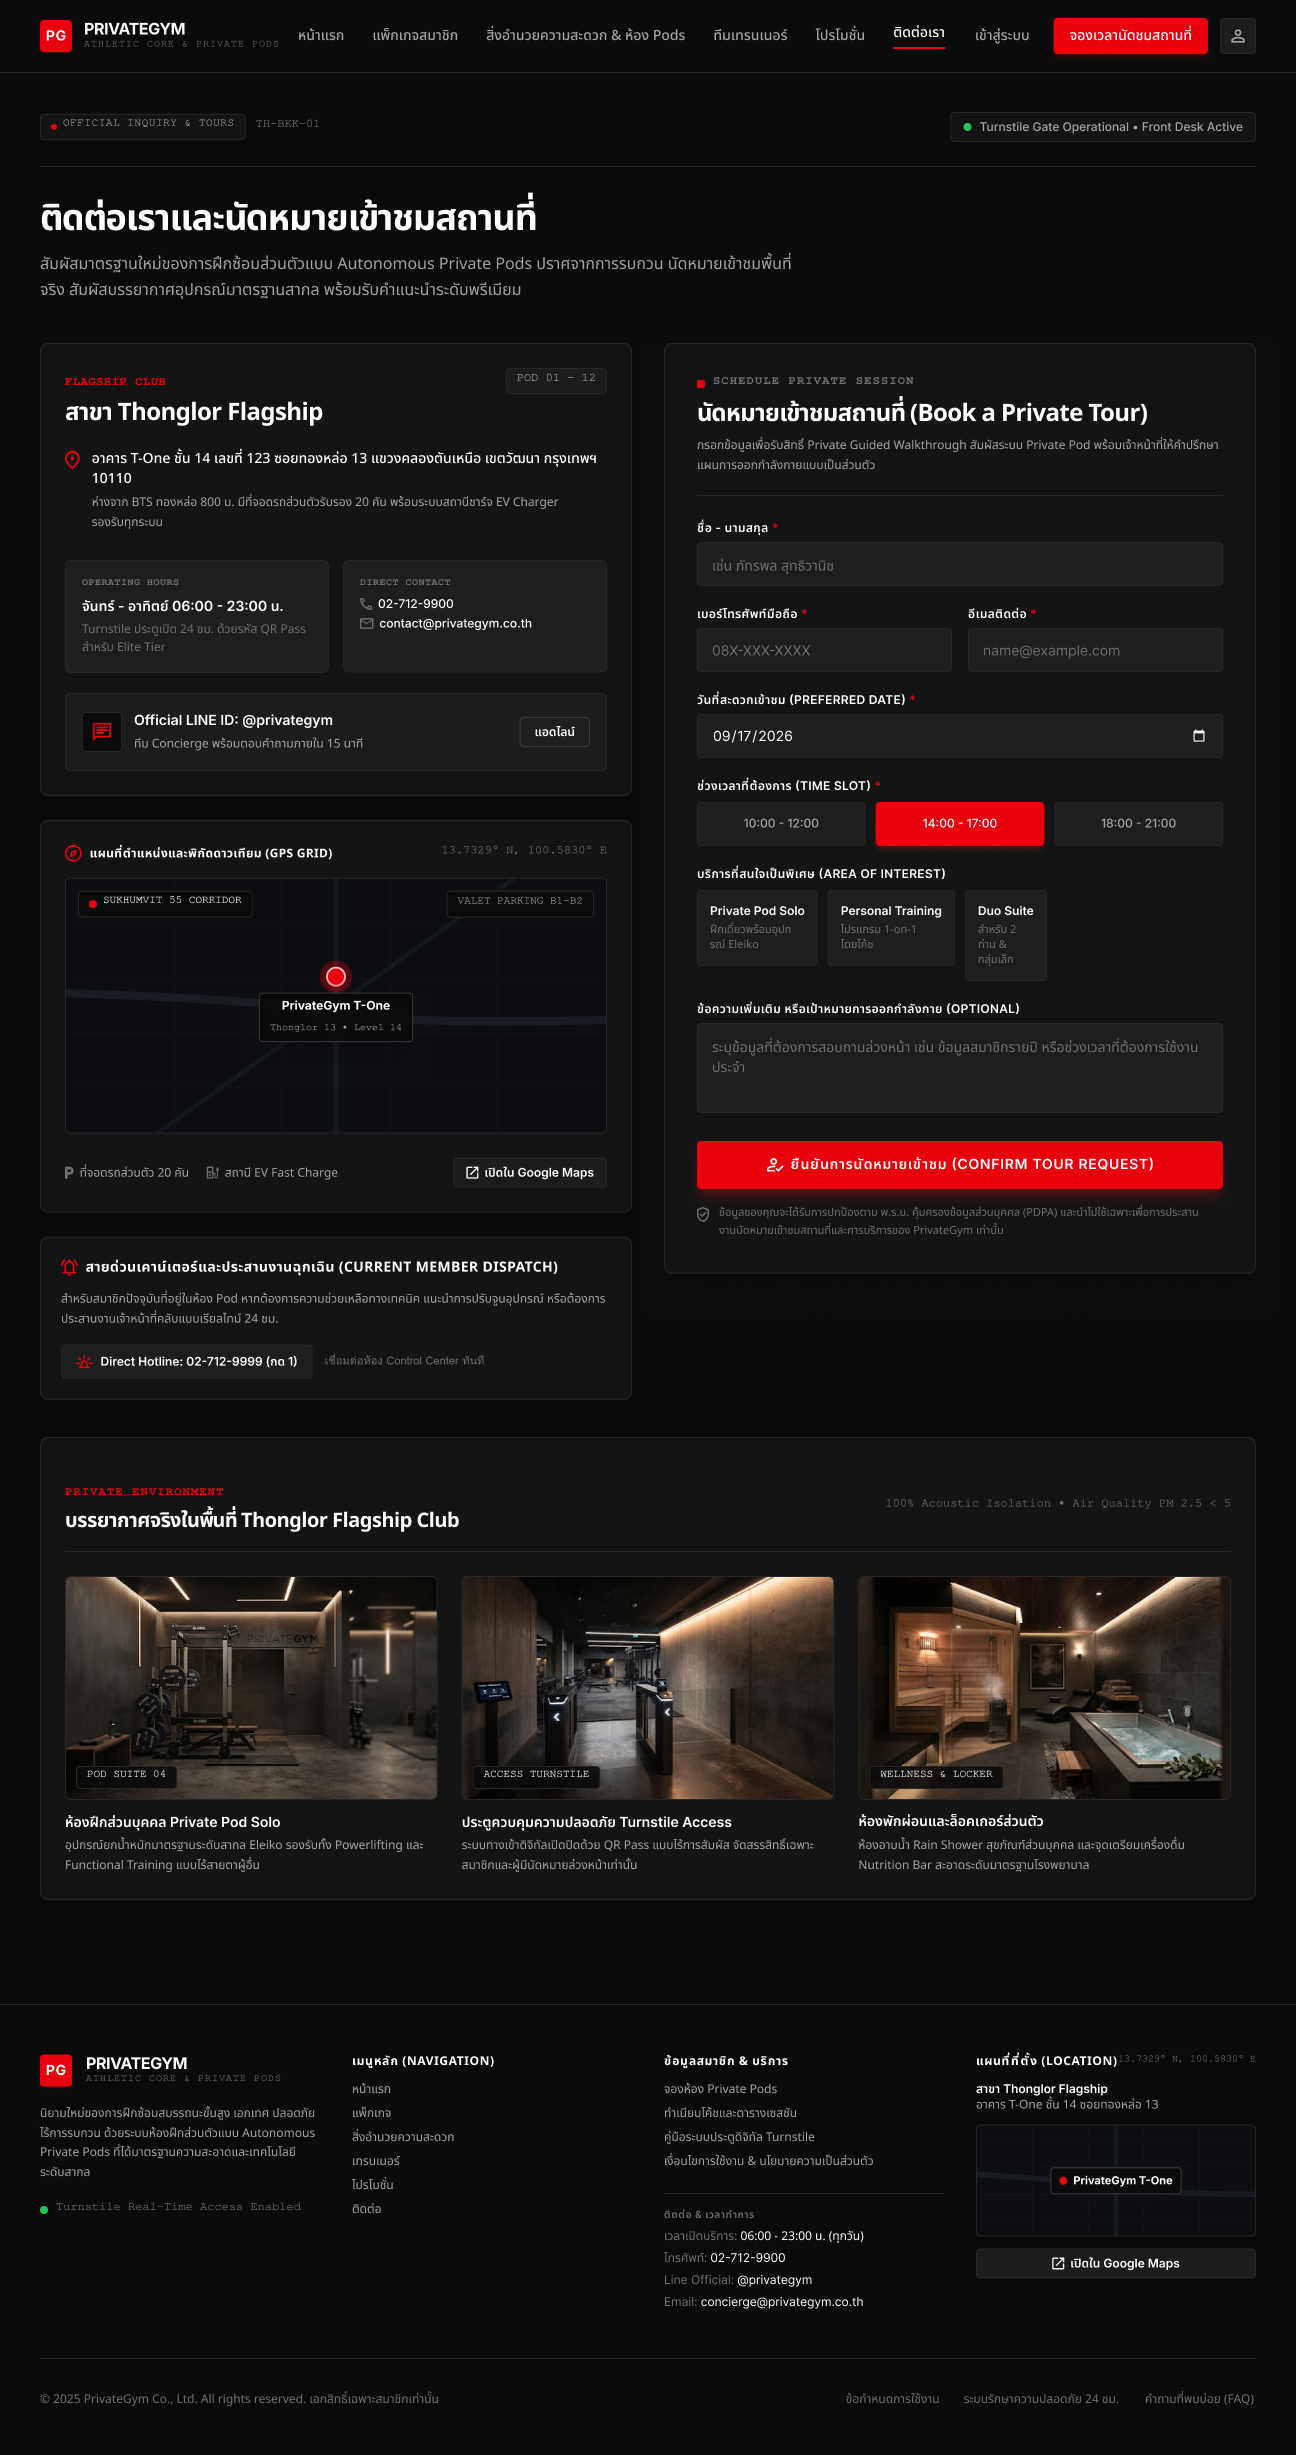 PG
PRIVATEGYM
ATHLETIC CORE & PRIVATE PODS
หน้าแรก
แพ็กเกจสมาชิก
สิ่งอำนวยความสะดวก & ห้อง Pods
ทีมเทรนเนอร์
โปรโมชั่น
ติดต่อเรา
เข้าสู่ระบบ
จองเวลานัดชมสถานที่
OFFICIAL INQUIRY & TOURS
TH-BKK-01
Turnstile Gate Operational • Front Desk Active
ติดต่อเราและนัดหมายเข้าชมสถานที่
สัมผัสมาตรฐานใหม่ของการฝึกซ้อมส่วนตัวแบบ Autonomous Private Pods ปราศจากการรบกวน นัดหมายเข้าชมพื้นที่
จริง สัมผัสบรรยากาศอุปกรณ์มาตรฐานสากล พร้อมรับคำแนะนำระดับพรีเมียม
FLAGSHIP CLUB
POD 01 - 12
สาขา Thonglor Flagship
อาคาร T-One ชั้น 14 เลขที่ 123 ซอยทองหล่อ 13 แขวงคลองตันเหนือ เขตวัฒนา กรุงเทพฯ
10110
ห่างจาก BTS ทองหล่อ 800 ม. มีที่จอดรถส่วนตัวรับรอง 20 คัน พร้อมระบบสถานีชาร์จ EV Charger
รองรับทุกระบบ
OPERATING HOURS
จันทร์ - อาทิตย์ 06:00 - 23:00 น.
Turnstile ประตูเปิด 24 ชม. ด้วยรหัส QR Pass
สำหรับ Elite Tier
DIRECT CONTACT
02-712-9900
contact@privategym.co.th
Official LINE ID: @privategym
ทีม Concierge พร้อมตอบคำถามภายใน 15 นาที
แอดไลน์
แผนที่ตำแหน่งและพิกัดดาวเทียม (GPS GRID)
13.7329° N, 100.5830° E
SUKHUMVIT 55 CORRIDOR
VALET PARKING B1-B2
PrivateGym T-One
Thonglor 13 • Level 14
ที่จอดรถส่วนตัว 20 คัน
สถานี EV Fast Charge
เปิดใน Google Maps
สายด่วนเคาน์เตอร์และประสานงานฉุกเฉิน (CURRENT MEMBER DISPATCH)
สำหรับสมาชิกปัจจุบันที่อยู่ในห้อง Pod หากต้องการความช่วยเหลือทางเทคนิค แนะนำการปรับจูนอุปกรณ์ หรือต้องการ
ประสานงานเจ้าหน้าที่คลับแบบเรียลไทม์ 24 ชม.
Direct Hotline: 02-712-9999 (กด 1)
เชื่อมต่อห้อง Control Center ทันที
SCHEDULE PRIVATE SESSION
นัดหมายเข้าชมสถานที่ (Book a Private Tour)
กรอกข้อมูลเพื่อรับสิทธิ์ Private Guided Walkthrough สัมผัสระบบ Private Pod พร้อมเจ้าหน้าที่ให้คำปรึกษา
แผนการออกกำลังกายแบบเป็นส่วนตัว
ชื่อ - นามสกุล *
เช่น ภัทรพล สุทธิวานิช
เบอร์โทรศัพท์มือถือ *
08X-XXX-XXXX
อีเมลติดต่อ *
name@example.com
วันที่สะดวกเข้าชม (PREFERRED DATE) *
09/17/2026
ช่วงเวลาที่ต้องการ (TIME SLOT) *
10:00 - 12:00
14:00 - 17:00
18:00 - 21:00
บริการที่สนใจเป็นพิเศษ (AREA OF INTEREST)
Private Pod Solo
ฝึกเดี่ยวพร้อมอุปก
รณ์ Eleiko
Personal Training
โปรแกรม 1-on-1
โดยโค้ช
Duo Suite
สำหรับ 2
ท่าน &
กลุ่มเล็ก
ข้อความเพิ่มเติม หรือเป้าหมายการออกกำลังกาย (OPTIONAL)
ระบุข้อมูลที่ต้องการสอบถามล่วงหน้า เช่น ข้อมูลสมาชิกรายปี หรือช่วงเวลาที่ต้องการใช้งาน
ประจำ
ยืนยันการนัดหมายเข้าชม (CONFIRM TOUR REQUEST)
ข้อมูลของคุณจะได้รับการปกป้องตาม พ.ร.บ. คุ้มครองข้อมูลส่วนบุคคล (PDPA) และนำไปใช้เฉพาะเพื่อการประสาน
งานนัดหมายเข้าชมสถานที่และการบริการของ PrivateGym เท่านั้น
PRIVATE ENVIRONMENT
บรรยากาศจริงในพื้นที่ Thonglor Flagship Club
100% Acoustic Isolation • Air Quality PM 2.5 < 5
PRIVATEGYM
POD SUITE 04
ACCESS TURNSTILE
WELLNESS & LOCKER
ห้องฝึกส่วนบุคคล Private Pod Solo
อุปกรณ์ยกน้ำหนักมาตรฐานระดับสากล Eleiko รองรับทั้ง Powerlifting และ
Functional Training แบบไร้สายตาผู้อื่น
ประตูควบคุมความปลอดภัย Turnstile Access
ระบบทางเข้าดิจิทัลเปิดปิดด้วย QR Pass แบบไร้การสัมผัส จัดสรรสิทธิ์เฉพาะ
สมาชิกและผู้มีนัดหมายล่วงหน้าเท่านั้น
ห้องพักผ่อนและล็อคเกอร์ส่วนตัว
ห้องอาบน้ำ Rain Shower สุขภัณฑ์ส่วนบุคคล และจุดเตรียมเครื่องดื่ม
Nutrition Bar สะอาดระดับมาตรฐานโรงพยาบาล
PG
PRIVATEGYM
ATHLETIC CORE & PRIVATE PODS
นิยามใหม่ของการฝึกซ้อมสมรรถนะขั้นสูง เอกเทศ ปลอดภัย
ไร้การรบกวน ด้วยระบบห้องฝึกส่วนตัวแบบ Autonomous
Private Pods ที่ได้มาตรฐานความสะอาดและเทคโนโลยี
ระดับสากล
Turnstile Real-Time Access Enabled
เมนูหลัก (NAVIGATION)
หน้าแรก
แพ็กเกจ
สิ่งอำนวยความสะดวก
เทรนเนอร์
โปรโมชั่น
ติดต่อ
ข้อมูลสมาชิก & บริการ
จองห้อง Private Pods
ทำเนียบโค้ชและตารางเซสชัน
คู่มือระบบประตูดิจิทัล Turnstile
เงื่อนไขการใช้งาน & นโยบายความเป็นส่วนตัว
ติดต่อ & เวลาทำการ
เวลาเปิดบริการ: 06:00 - 23:00 น. (ทุกวัน)
โทรศัพท์: 02-712-9900
Line Official: @privategym
Email: concierge@privategym.co.th
แผนที่ที่ตั้ง (LOCATION)
13.7329° N, 100.5830° E
สาขา Thonglor Flagship
อาคาร T-One ชั้น 14 ซอยทองหล่อ 13
PrivateGym T-One
เปิดใน Google Maps
© 2025 PrivateGym Co., Ltd. All rights reserved. เอกสิทธิ์เฉพาะสมาชิกเท่านั้น
ข้อกำหนดการใช้งาน
ระบบรักษาความปลอดภัย 24 ชม.
คำถามที่พบบ่อย (FAQ)